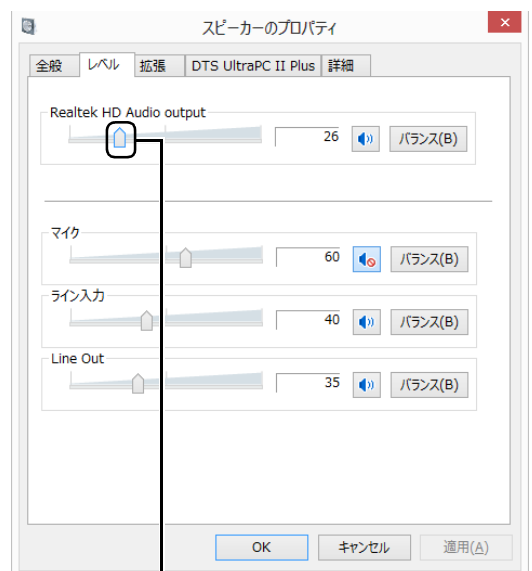 スピーカーのプロパティ
全般 レベル 拡張 DTS UltraPC II Plus 詳細
Realtek HD Audio output
26 バランス(B)
マイク
60 バランス(B)
ライン入力
40 バランス(B)
Line Out
35 バランス(B)
OK キャンセル 適用(A)